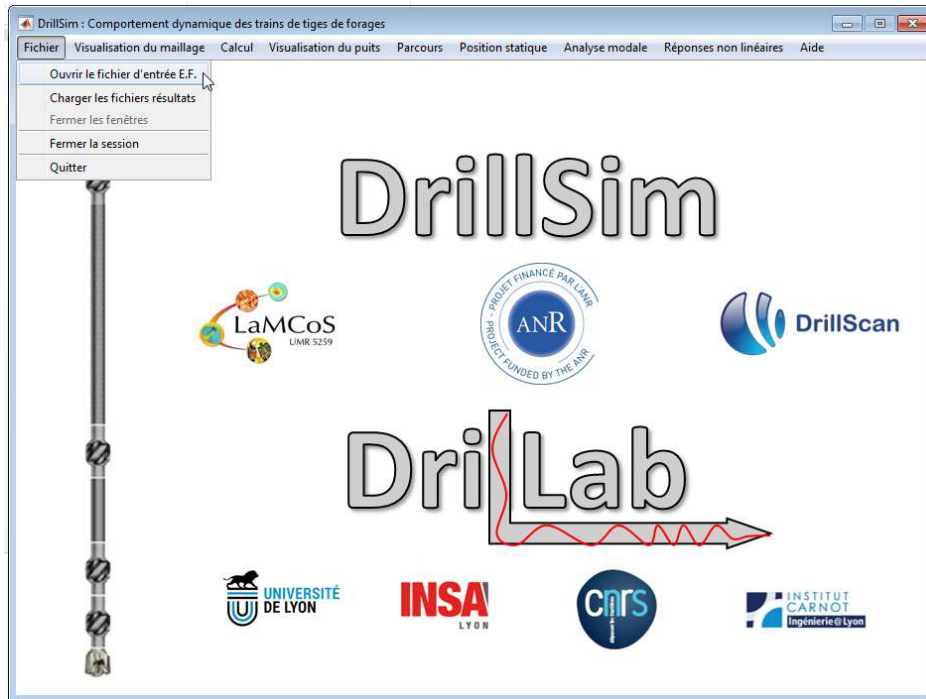 DrillSim : Comportement dynamique des trains de tiges de forages
Fichier Visualisation du maillage Calcul Visualisation du puits Parcours Position statique Analyse modale Réponses non linéaires Aide
Ouvrir le fichier d'entrée E.F.
Charger les fichiers résultats
Fermer les fenêtres
Fermer la session
Quitter
DrillSim
LaMCoS
UMR 5259
PROJET FINANCÉ PAR L'ANR
ANR
PROJECT FUNDED BY THE ANR
DrillScan
DrilLab
UNIVERSITÉ
DE LYON
INSA
LYON
cnrs
INSTITUT
CARNOT
Ingénierie@Lyon